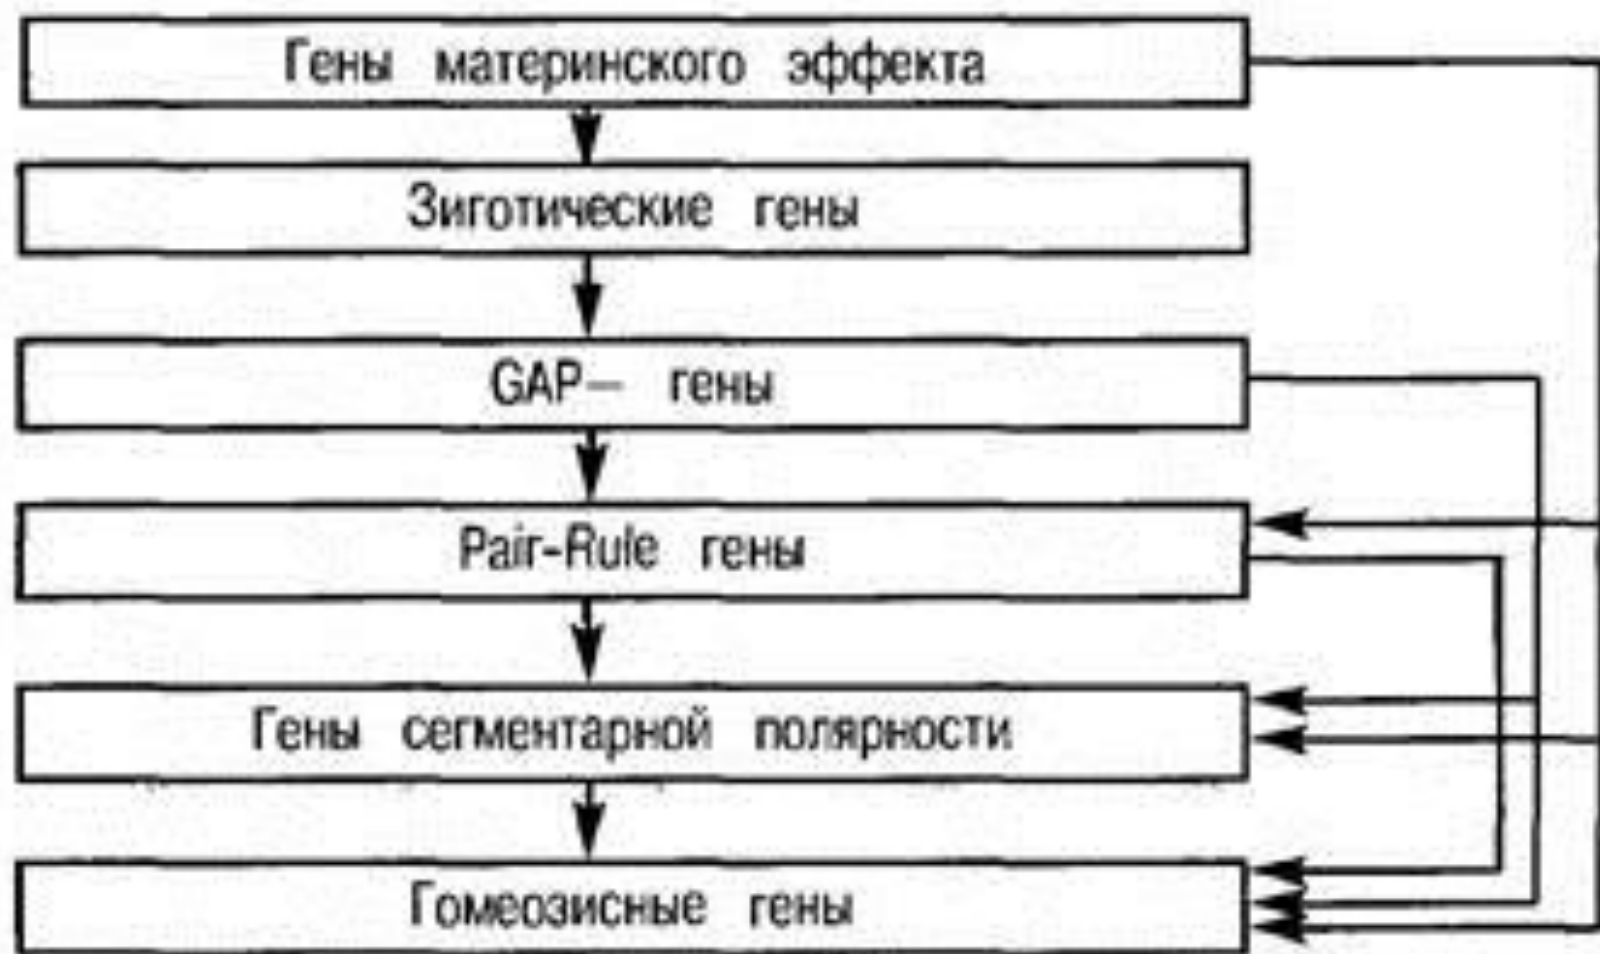 Гены материнского эффекта
Зиготические гены
GAP– гены
Pair-Rule гены
Гены сегментарной полярности
Гомеозисные гены